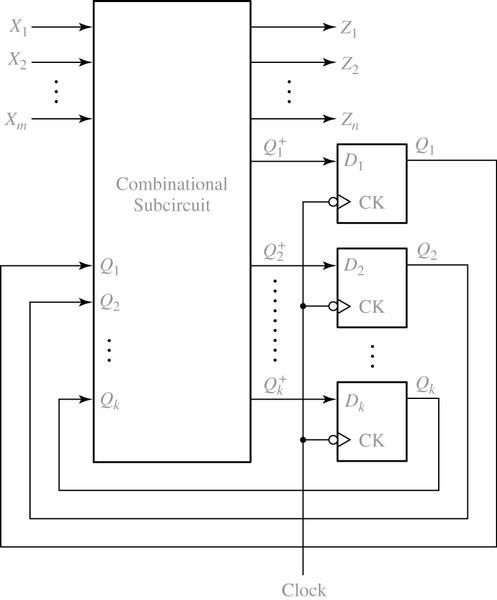 X₁
Z₁
X₂
Z₂
Xₘ
Zₙ
Q₁⁺
D₁
Q₁
CK
Combinational
Subcircuit
Q₁
Q₂⁺
D₂
Q₂
Q₂
CK
Qₖ
Qₖ⁺
Dₖ
Qₖ
CK
Clock